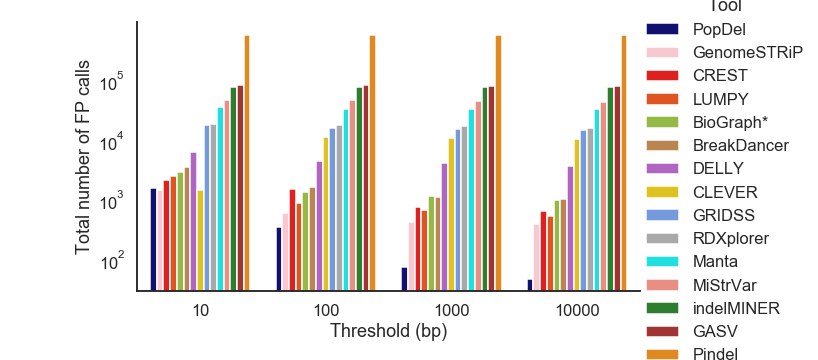 Tool
PopDel
GenomeSTRiP
CREST
LUMPY
BioGraph*
BreakDancer
DELLY
CLEVER
GRIDSS
RDXplorer
Manta
MiStrVar
indelMINER
GASV
Pindel
Total number of FP calls
10^5
10^4
10^3
10^2
10 100 1000 10000
Threshold (bp)